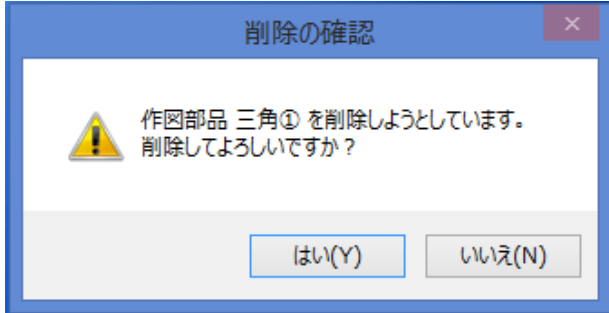 削除の確認
作図部品 三角① を削除しようとしています。
削除してよろしいですか？
はい(Y)
いいえ(N)